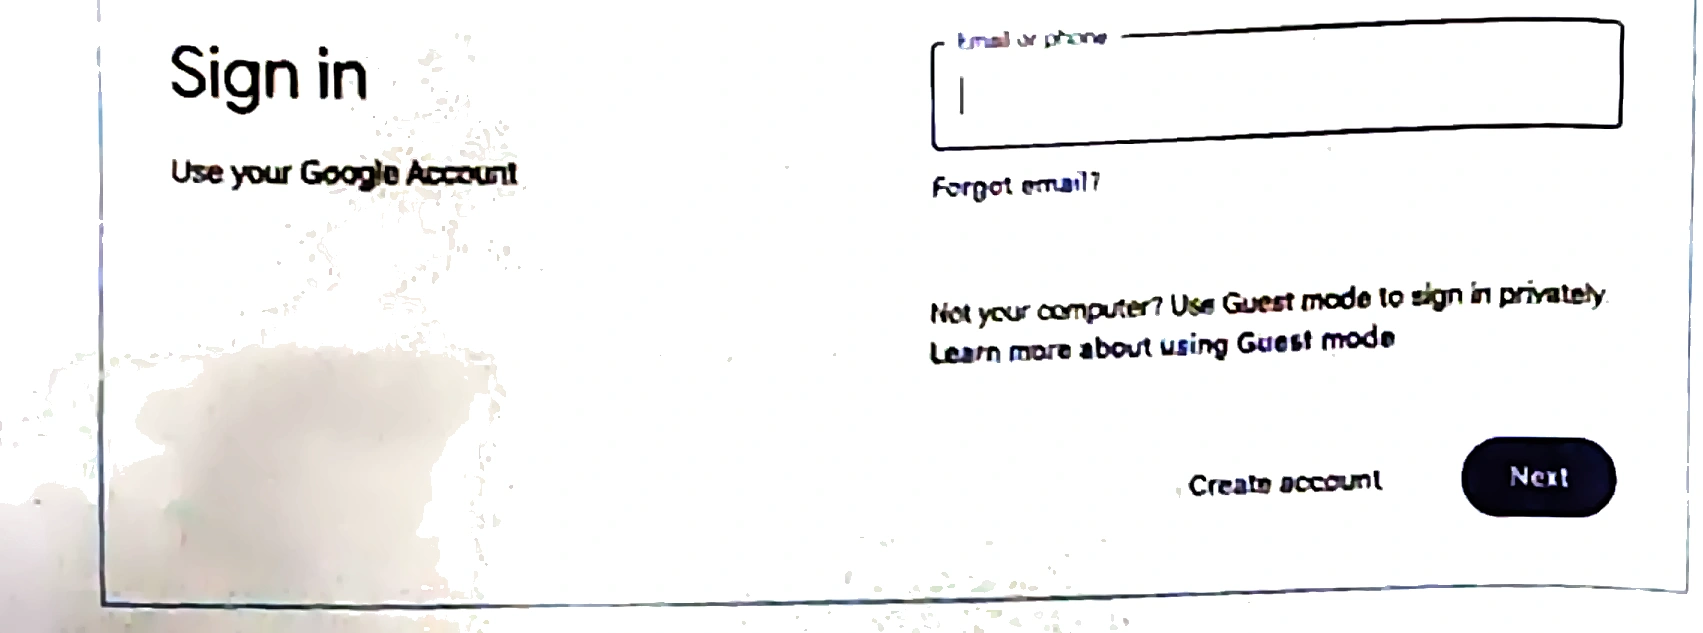 Sign in
Use your Google Account
Email or phone
Forgot email?
Not your computer? Use Guest mode to sign in privately.
Learn more about using Guest mode
Create account
Next